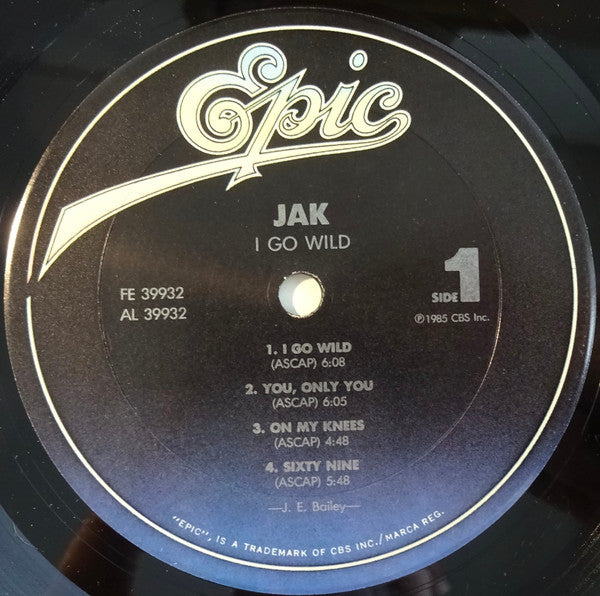 Epic
JAK
I GO WILD
FE 39932
AL 39932
SIDE 1
℗1985 CBS Inc.
1. I GO WILD
(ASCAP) 6:08
2. YOU, ONLY YOU
(ASCAP) 6:05
3. ON MY KNEES
(ASCAP) 4:48
4. SIXTY NINE
(ASCAP) 5:48
—J. E. Bailey—
"EPIC", IS A TRADEMARK OF CBS INC./MARCA REG.